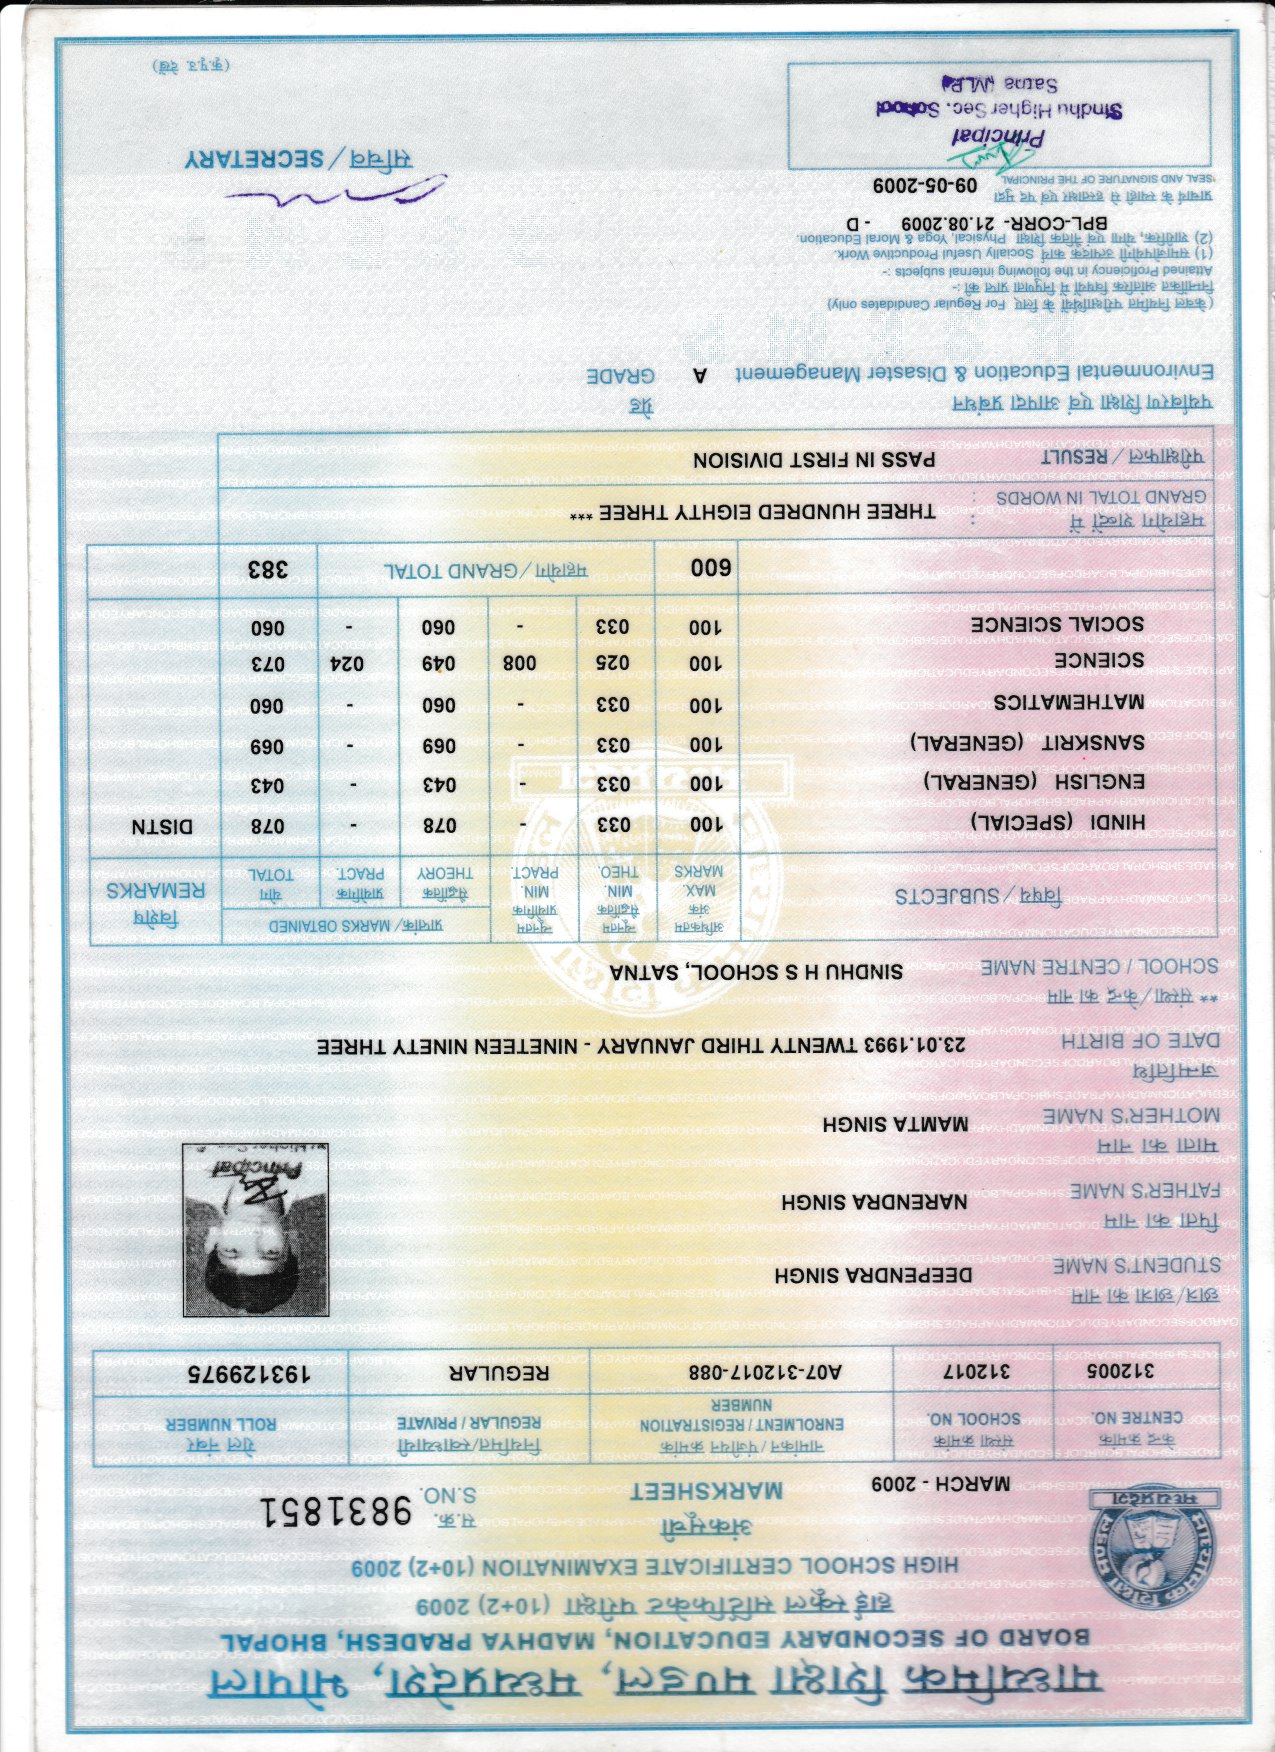 माध्यमिक शिक्षा मण्डल, मध्यप्रदेश, भोपाल
BOARD OF SECONDARY EDUCATION, MADHYA PRADESH, BHOPAL
हाई स्कूल सर्टिफिकेट परीक्षा (10+2) 2009
HIGH SCHOOL CERTIFICATE EXAMINATION (10+2) 2009
अंकसूची
MARKSHEET
MARCH - 2009
स.क्र.
S.NO. 9831851
केन्द्र क्रमांक
CENTRE NO.
संस्था क्रमांक
SCHOOL NO.
नामांकन / पंजीयन क्रमांक
ENROLMENT / REGISTRATION NUMBER
नियमित/स्वाध्यायी
REGULAR / PRIVATE
रोल नंबर
ROLL NUMBER
312005 312017 A07-312017-088 REGULAR 193129975
छात्र/छात्रा का नाम
STUDENT'S NAME DEEPENDRA SINGH
पिता का नाम
FATHER'S NAME NARENDRA SINGH
माता का नाम
MOTHER'S NAME MAMTA SINGH
Principal
जन्मतिथि
DATE OF BIRTH 23.01.1993 TWENTY THIRD JANUARY - NINETEEN NINETY THREE
** संस्था/केन्द्र का नाम
SCHOOL / CENTRE NAME SINDHU H S SCHOOL, SATNA
विषय / SUBJECTS
अधिकतम अंक
MAX. MARKS
न्यूनतम सैद्धांतिक
MIN. THEO.
न्यूनतम प्रायोगिक
MIN. PRACT.
प्राप्तांक/ MARKS OBTAINED
सैद्धांतिक
THEORY
प्रायोगिक
PRACT.
योग
TOTAL
विशेष
REMARKS
HINDI (SPECIAL) 100 033 - 078 - 078 DISTN
ENGLISH (GENERAL) 100 033 - 043 - 043
SANSKRIT (GENERAL) 100 033 - 069 - 069
MATHEMATICS 100 033 - 060 - 060
SCIENCE 100 025 008 049 024 073
SOCIAL SCIENCE 100 033 - 060 - 060
600 महायोग/GRAND TOTAL 383
महायोग शब्दों में
GRAND TOTAL IN WORDS : THREE HUNDRED EIGHTY THREE ***
परीक्षाफल / RESULT PASS IN FIRST DIVISION
पर्यावरण शिक्षा एवं आपदा प्रबंधन ग्रेड
Environmental Education & Disaster Management A GRADE
(केवल नियमित परीक्षार्थियों के लिए For Regular Candidates only)
निम्नांकित आंतरिक विषयों में निपुणता प्राप्त की :-
Attained Proficiency in the following internal subjects :-
(1) समाजोपयोगी उत्पादक कार्य Socially Useful Productive Work.
(2) शारीरिक, योग एवं नैतिक शिक्षा Physical, Yoga & Moral Education.
BPL-CORR- 21.08.2009 - D
प्राचार्य के स्याही से हस्ताक्षर एवं पद मुद्रा
SEAL AND SIGNATURE OF THE PRINCIPAL 09-05-2009
Principal
Sindhu Higher Sec. School
Satna (M.P.)
सचिव / SECRETARY
(कृ.पृ.उ. देखें)